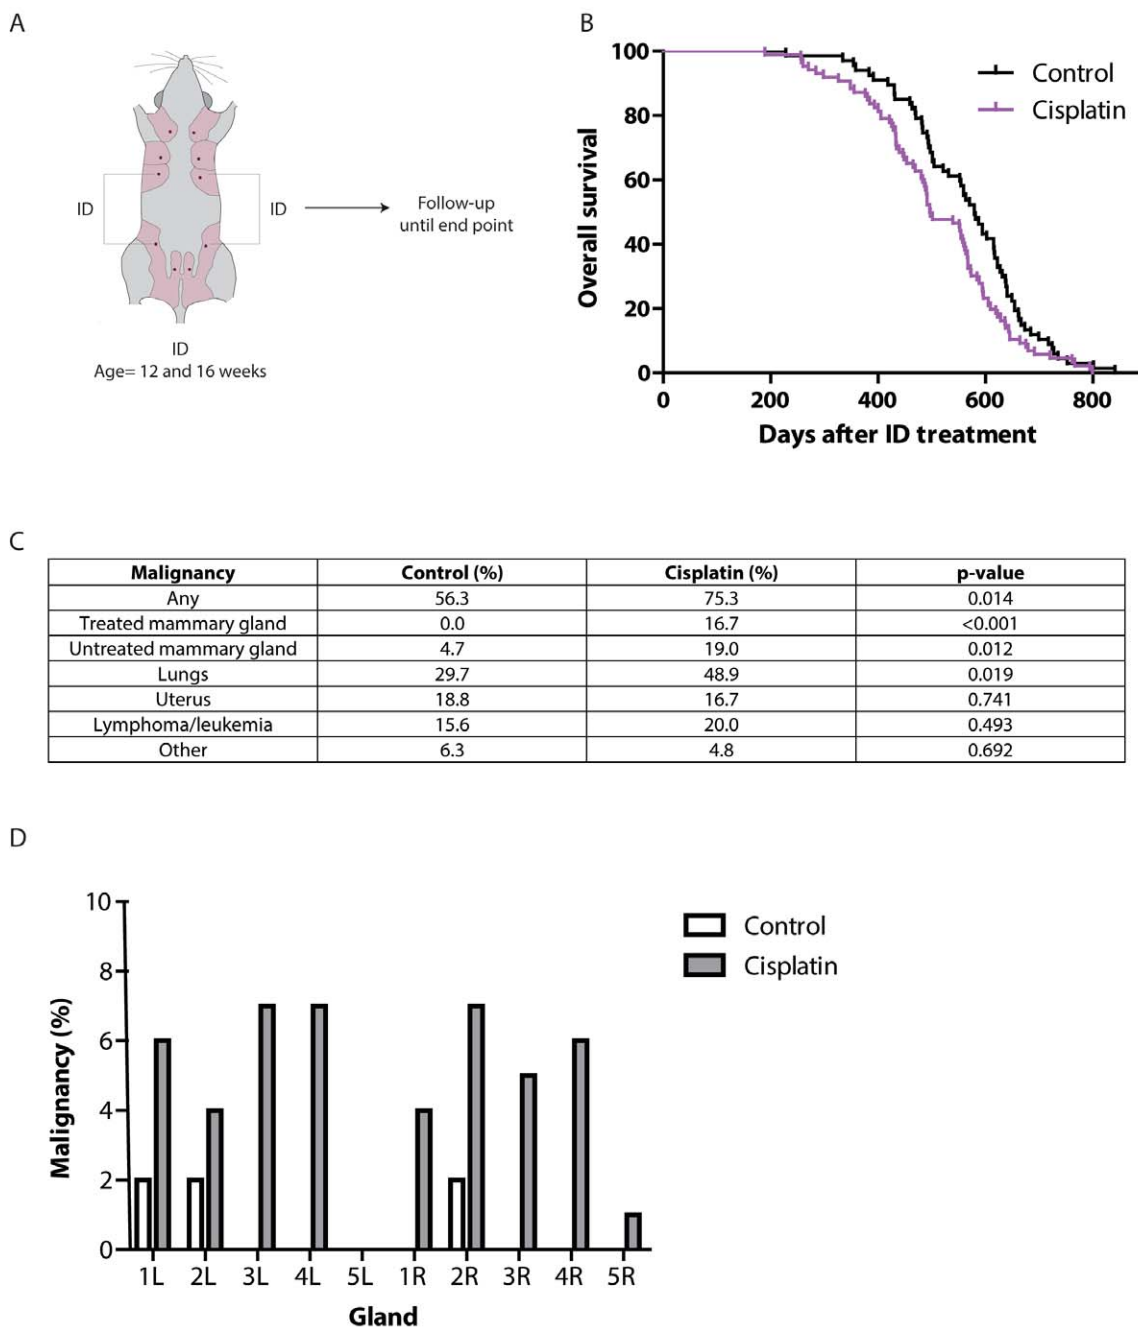 A
ID
ID
Follow-up
until end point
ID
Age= 12 and 16 weeks
B
100
80
60
40
20
0
Overall survival
0 200 400 600 800
Days after ID treatment
Control
Cisplatin
C
Malignancy Control (%) Cisplatin (%) p-value
Any 56.3 75.3 0.014
Treated mammary gland 0.0 16.7 <0.001
Untreated mammary gland 4.7 19.0 0.012
Lungs 29.7 48.9 0.019
Uterus 18.8 16.7 0.741
Lymphoma/leukemia 15.6 20.0 0.493
Other 6.3 4.8 0.692
D
10
8
6
4
2
0
Malignancy (%)
1L 2L 3L 4L 5L 1R 2R 3R 4R 5R
Gland
Control
Cisplatin